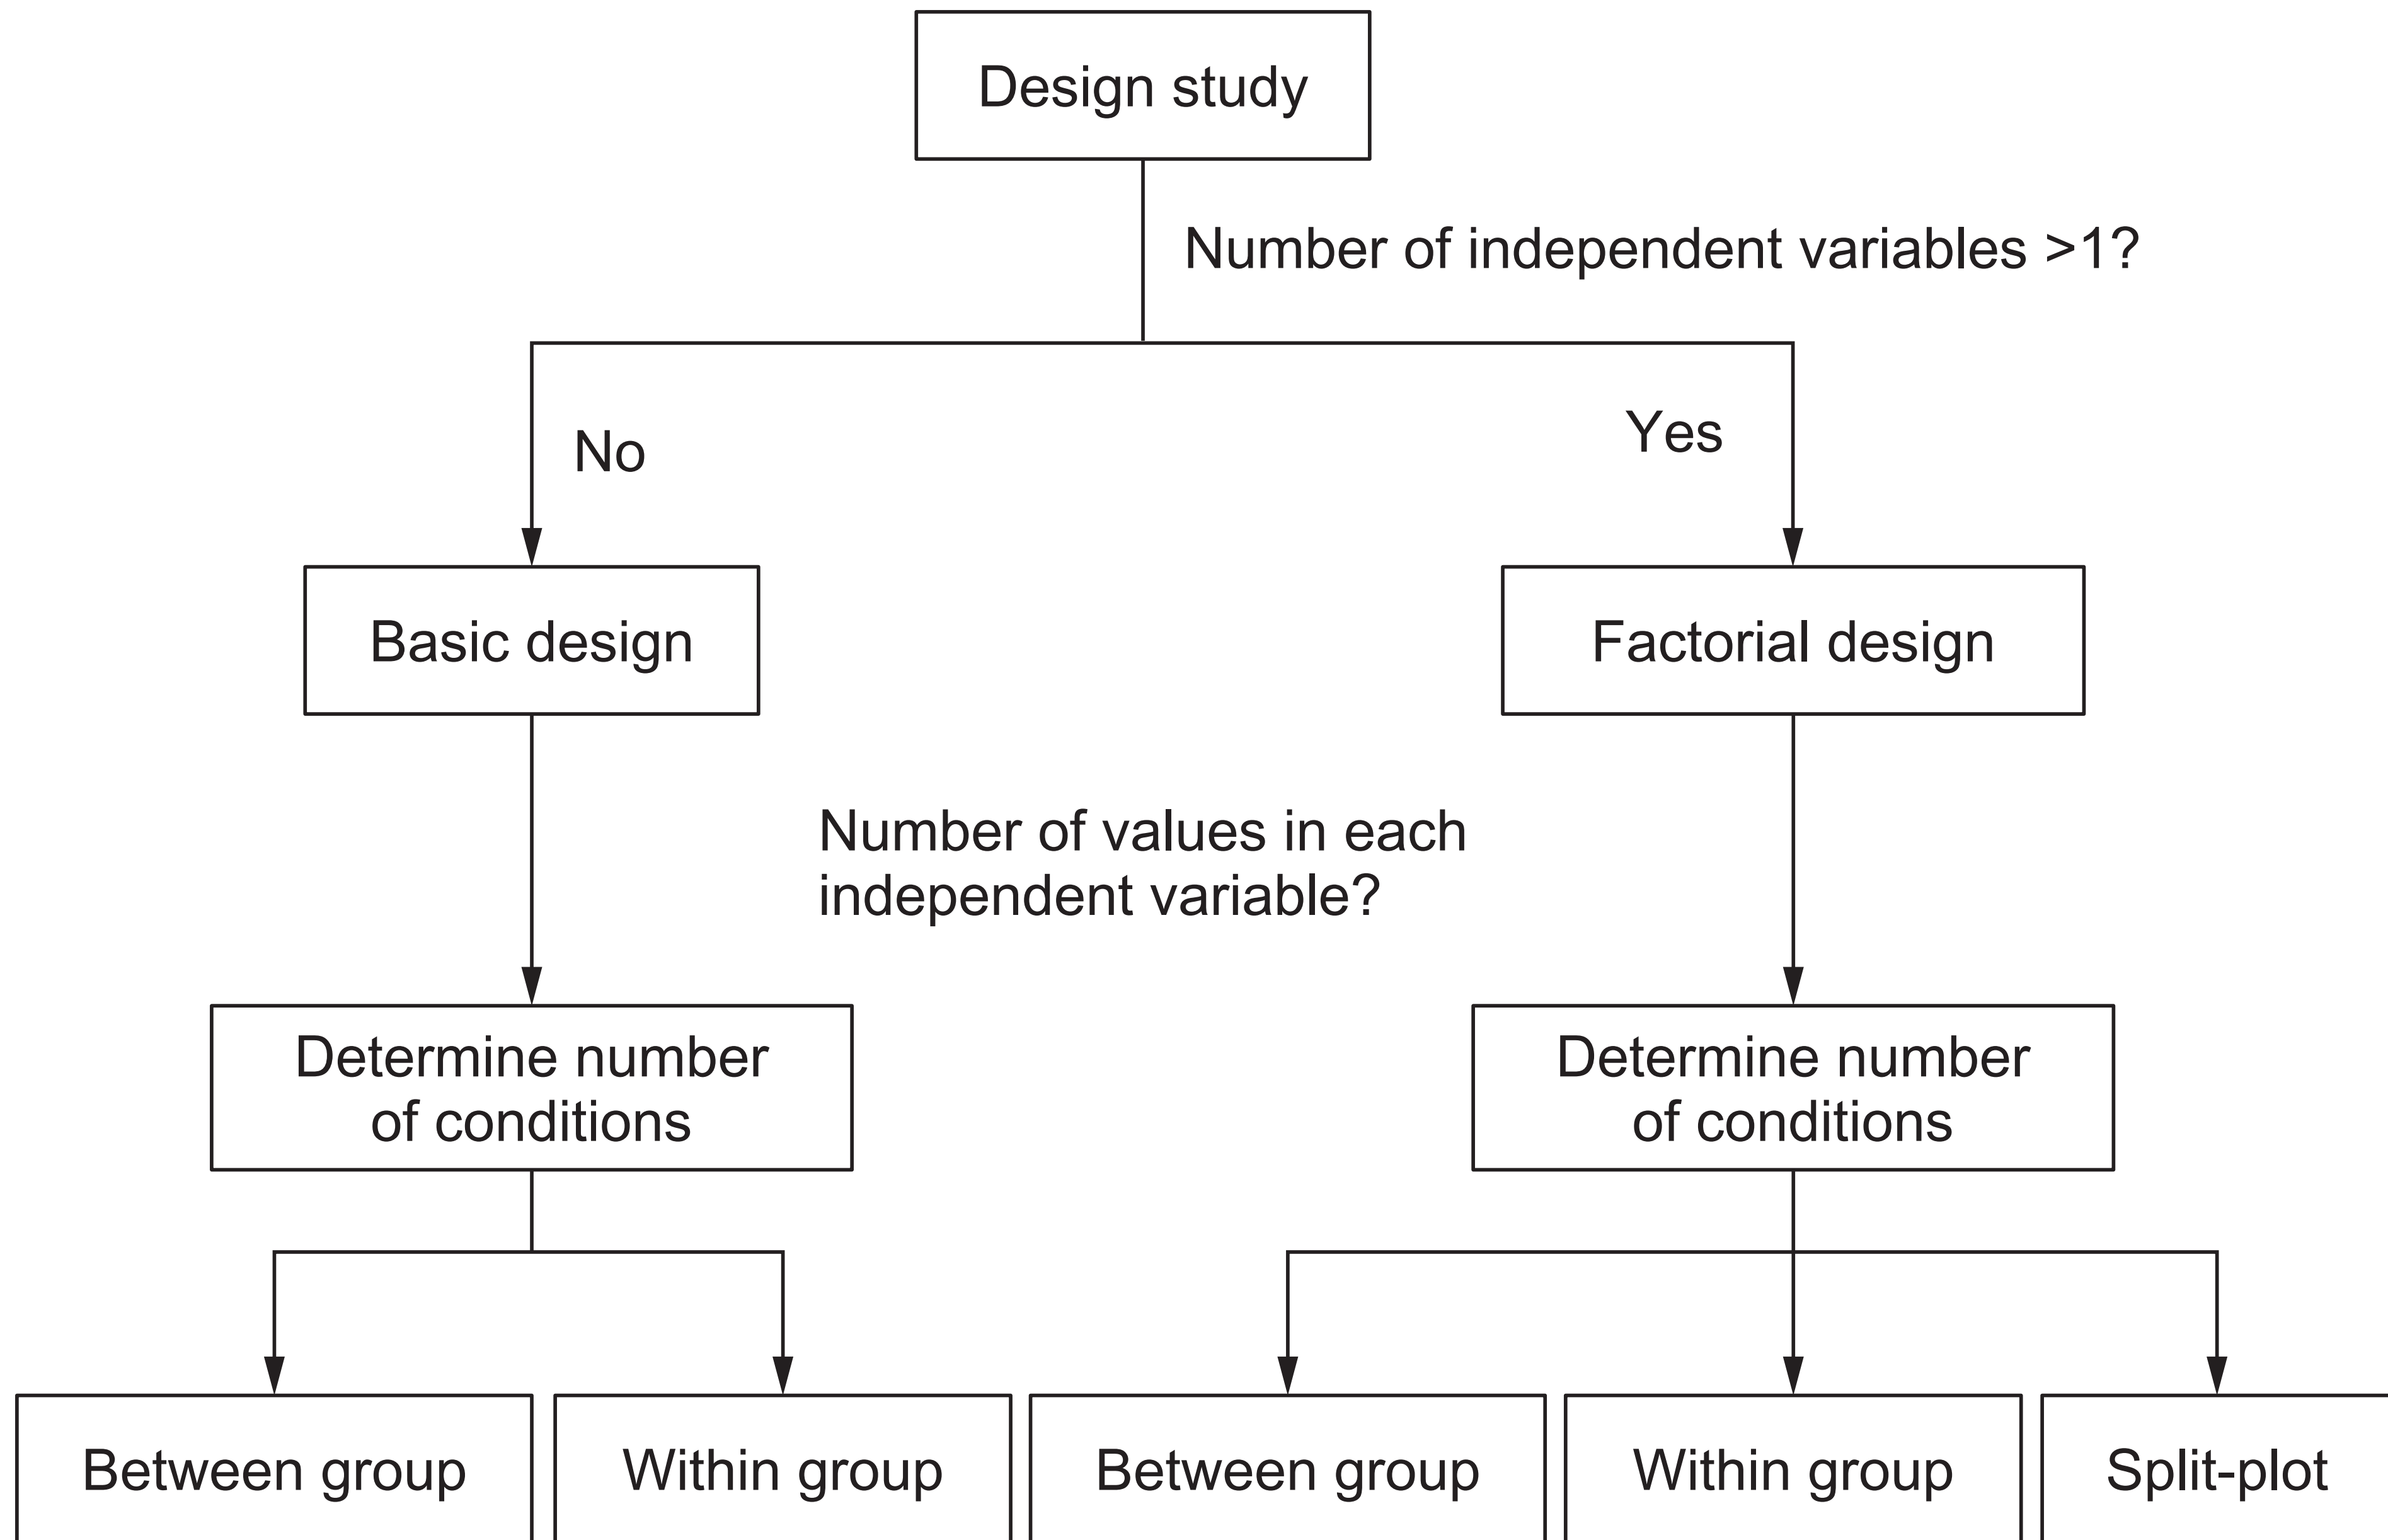 Design study
Number of independent variables >1?
No
Yes
Basic design
Factorial design
Number of values in each
independent variable?
Determine number
of conditions
Determine number
of conditions
Between group
Within group
Between group
Within group
Split-plot